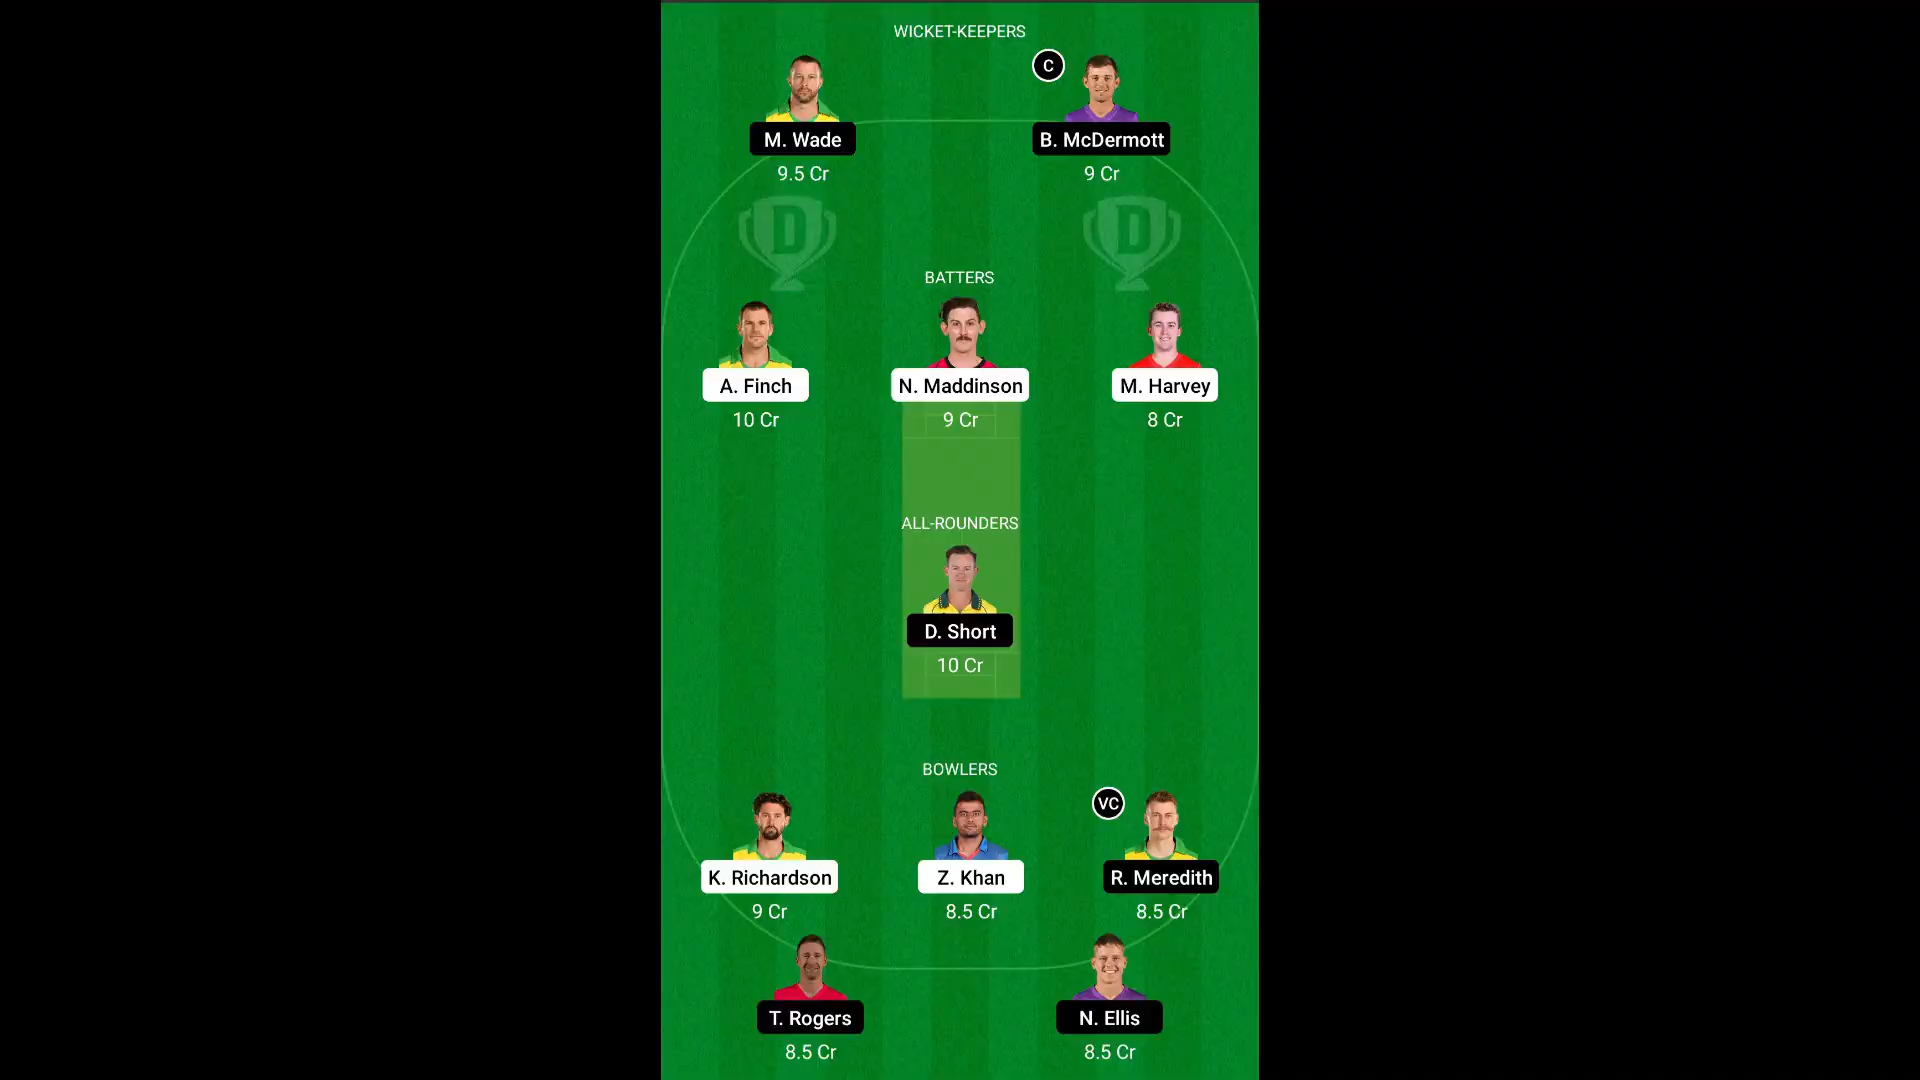 WICKET-KEEPERS
C
M. Wade
B. McDermott
9.5 Cr
9 Cr
D
D
BATTERS
A. Finch
N. Maddinson
M. Harvey
10 Cr
9 Cr
8 Cr
ALL-ROUNDERS
D. Short
10 Cr
BOWLERS
VC
K. Richardson
Z. Khan
R. Meredith
9 Cr
8.5 Cr
8.5 Cr
T. Rogers
N. Ellis
8.5 Cr
8.5 Cr